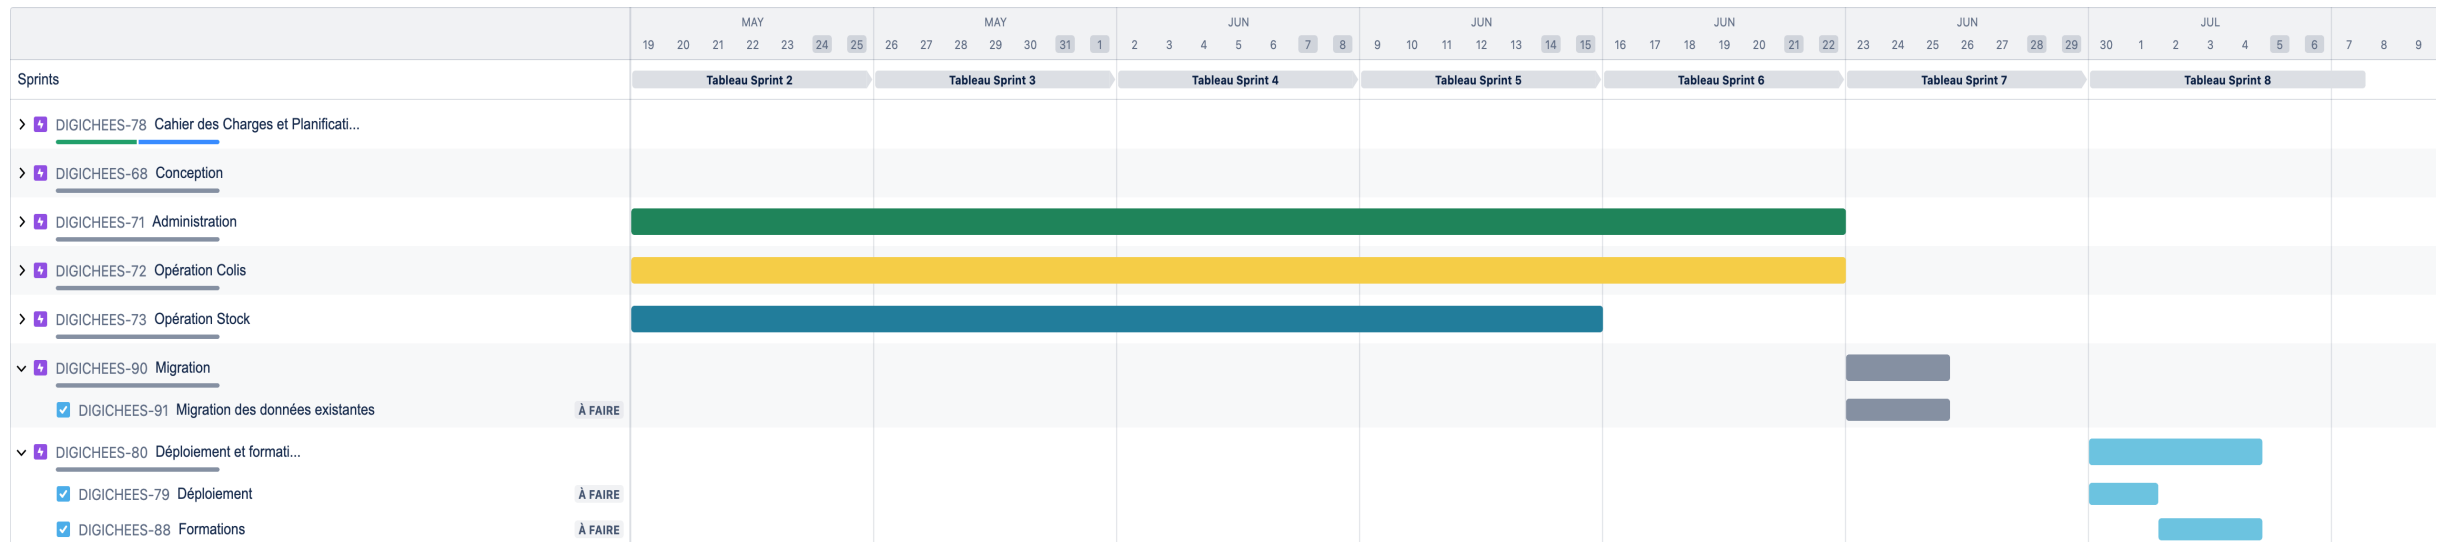 MAY MAY JUN JUN JUN JUN JUL
19 20 21 22 23 24 25 26 27 28 29 30 31 1 2 3 4 5 6 7 8 9 10 11 12 13 14 15 16 17 18 19 20 21 22 23 24 25 26 27 28 29 30 1 2 3 4 5 6 7 8 9
Sprints Tableau Sprint 2 Tableau Sprint 3 Tableau Sprint 4 Tableau Sprint 5 Tableau Sprint 6 Tableau Sprint 7 Tableau Sprint 8
DIGICHEES-78 Cahier des Charges et Planificati...
DIGICHEES-68 Conception
DIGICHEES-71 Administration
DIGICHEES-72 Opération Colis
DIGICHEES-73 Opération Stock
DIGICHEES-90 Migration
DIGICHEES-91 Migration des données existantes À FAIRE
DIGICHEES-80 Déploiement et formati...
DIGICHEES-79 Déploiement À FAIRE
DIGICHEES-88 Formations À FAIRE